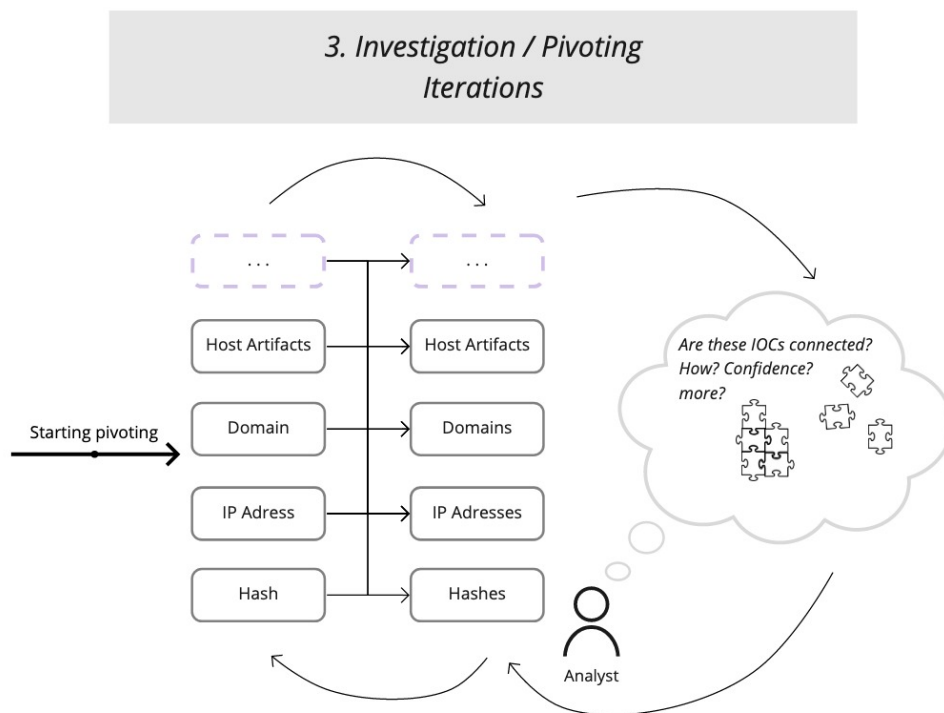 3. Investigation / Pivoting
Iterations
... ...
Host Artifacts Host Artifacts
Starting pivoting
Domain Domains
IP Adress IP Adresses
Hash Hashes
Are these IOCs connected?
How? Confidence?
more?
Analyst